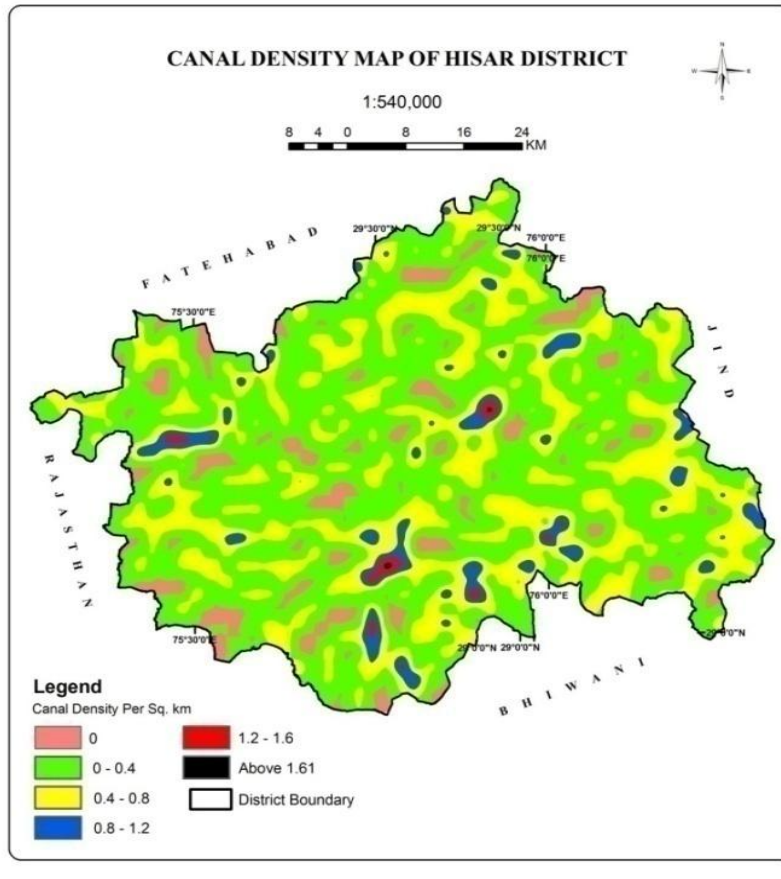 CANAL DENSITY MAP OF HISAR DISTRICT
N
W E
S
1:540,000
8 4 0 8 16 24
KM
FATEHABAD
29°30'0"N 29°30'0"N
76°0'0"E
76°0'0"E
75°30'0"E
JIND
RAJASTHAN
76°0'0"E
75°30'0"E
29°0'0"N 29°0'0"N
BHIWANI
Legend
Canal Density Per Sq. km
0
1.2 - 1.6
0 - 0.4
Above 1.61
0.4 - 0.8
District Boundary
0.8 - 1.2